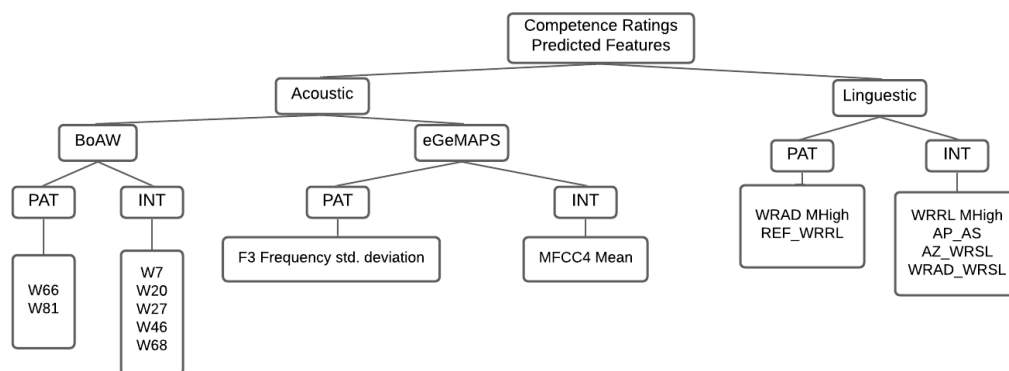 Competence Ratings
Predicted Features
Acoustic
Linguestic
BoAW
eGeMAPS
PAT
INT
PAT
INT
PAT
INT
W66
W81
W7
W20
W27
W46
W68
F3 Frequency std. deviation
MFCC4 Mean
WRAD MHigh
REF_WRRL
WRRL MHigh
AP_AS
AZ_WRSL
WRAD_WRSL